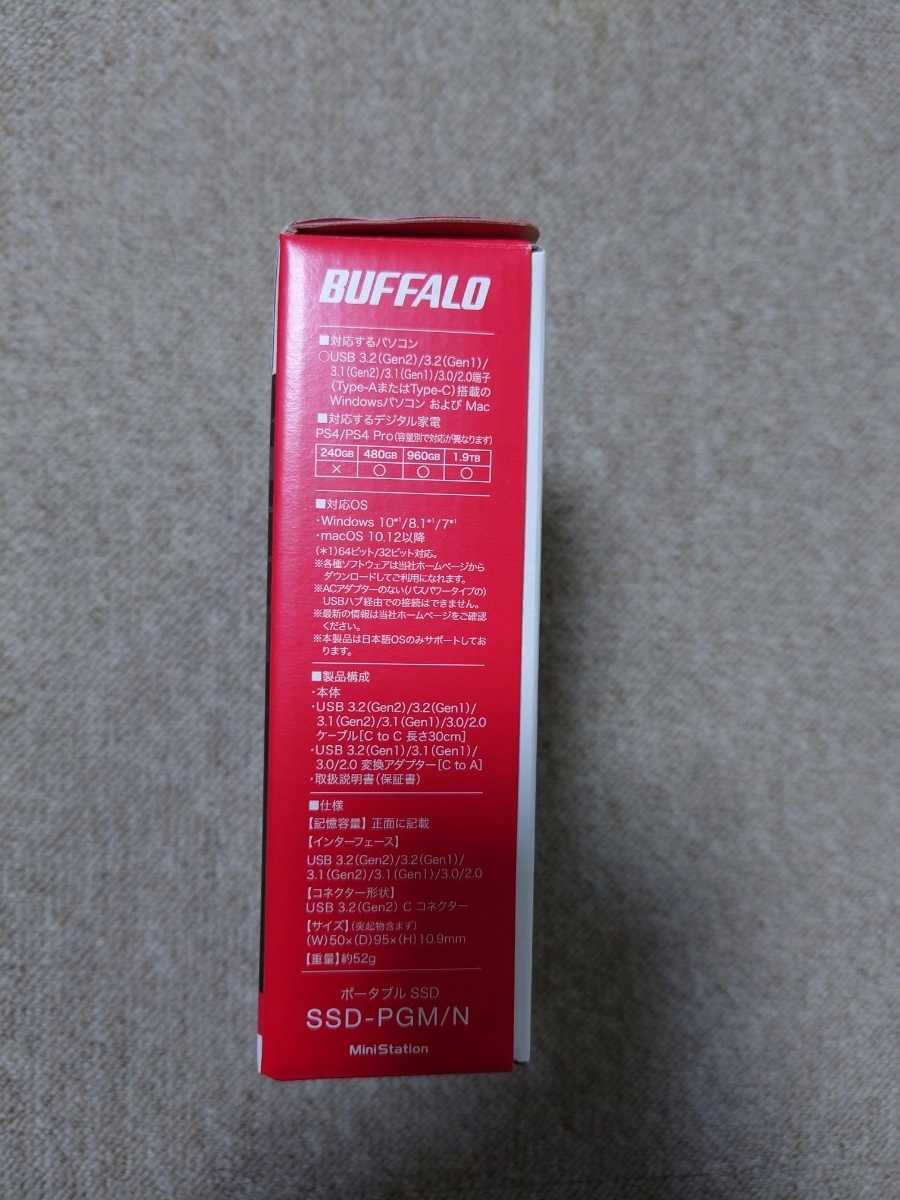 BUFFALO
■対応するパソコン
○USB 3.2(Gen2)/3.2(Gen1)/
3.1(Gen2)/3.1(Gen1)/3.0/2.0端子
(Type-AまたはType-C)搭載の
Windowsパソコン および Mac
■対応するデジタル家電
PS4/PS4 Pro(容量別で対応が異なります)
240GB 480GB 960GB 1.9TB
× ○ ○ ○
■対応OS
・Windows 10*1/8.1*1/7*1
・macOS 10.12以降
(*1)64ビット/32ビット対応。
※各種ソフトウェアは当社ホームページから
ダウンロードしてご利用になれます。
※ACアダプターのない(バスパワータイプの)
USBハブ経由での接続はできません。
※最新の情報は当社ホームページをご確認
ください。
※本製品は日本語OSのみサポートしてお
ります。
■製品構成
・本体
・USB 3.2(Gen2)/3.2(Gen1)/
3.1(Gen2)/3.1(Gen1)/3.0/2.0
ケーブル[C to C 長さ30cm]
・USB 3.2(Gen1)/3.1(Gen1)/
3.0/2.0 変換アダプター[C to A]
・取扱説明書(保証書)
■仕様
【記憶容量】正面に記載
【インターフェース】
USB 3.2(Gen2)/3.2(Gen1)/
3.1(Gen2)/3.1(Gen1)/3.0/2.0
【コネクター形状】
USB 3.2(Gen2) C コネクター
【サイズ】(突起物含まず)
(W)50×(D)95×(H)10.9mm
【重量】約52g
ポータブル SSD
SSD-PGM/N
MiniStation